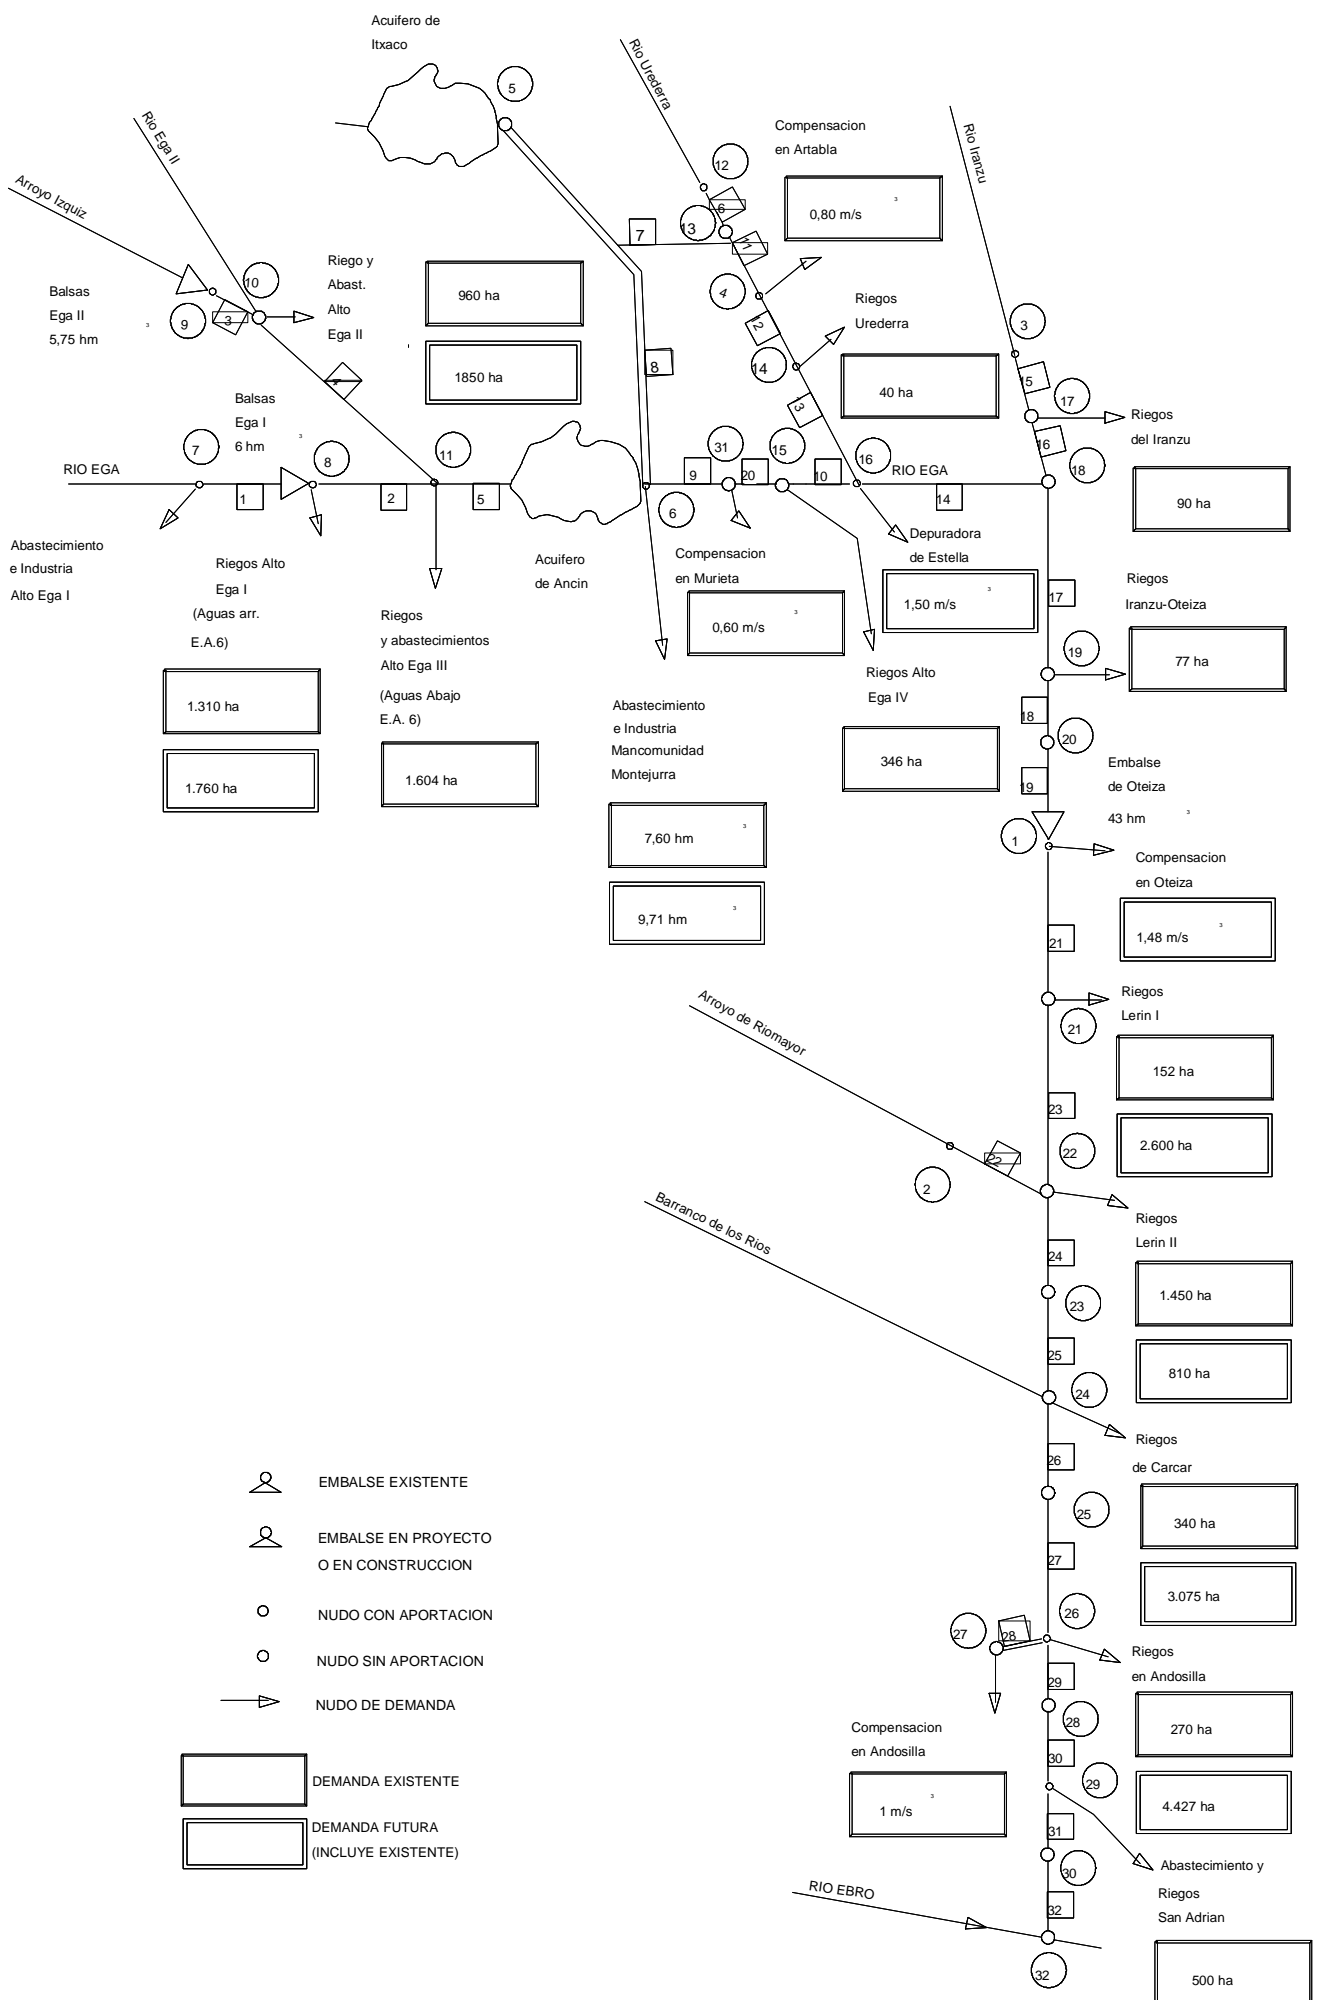 Acuifero de
Itxaco
5
Rio Urederra
Rio Ega II
Arroyo Izquiz
Rio Iranzu
Compensacion
en Artabla
12
6
13
7
11
0,80 m/s
3
10
9
3
Riego y
Abast.
Alto
Ega II
960 ha
1850 ha
Balsas
Ega II
5,75 hm
3
4
4
12
Riegos
Urederra
14
40 ha
13
8
3
15
17
Riegos
del Iranzu
16
18
90 ha
Balsas
Ega I
6 hm
3
7
8
11
RIO EGA
1
2
5
9
31
20
15
10
16
RIO EGA
14
6
Abastecimiento
e Industria
Alto Ega I
Riegos Alto
Ega I
(Aguas arr.
E.A.6)
1.310 ha
1.760 ha
Riegos
y abastecimientos
Alto Ega III
(Aguas Abajo
E.A. 6)
1.604 ha
Acuifero
de Ancin
Compensacion
en Murieta
0,60 m/s
3
Depuradora
de Estella
1,50 m/s
3
Abastecimiento
e Industria
Mancomunidad
Montejurra
7,60 hm
3
9,71 hm
3
Riegos Alto
Ega IV
346 ha
17
Riegos
Iranzu-Oteiza
19
77 ha
18
20
19
Embalse
de Oteiza
43 hm
3
1
Compensacion
en Oteiza
1,48 m/s
3
21
Riegos
Lerin I
21
152 ha
2.600 ha
23
22
Arroyo de Riomayor
22
2
Riegos
Lerin II
1.450 ha
810 ha
24
23
25
Barranco de los Rios
24
Riegos
de Carcar
340 ha
3.075 ha
26
25
27
26
27
28
Riegos
en Andosilla
270 ha
4.427 ha
29
28
30
29
Compensacion
en Andosilla
1 m/s
3
31
30
32
Abastecimiento y
Riegos
San Adrian
500 ha
RIO EBRO
32
EMBALSE EXISTENTE
EMBALSE EN PROYECTO
O EN CONSTRUCCION
NUDO CON APORTACION
NUDO SIN APORTACION
NUDO DE DEMANDA
DEMANDA EXISTENTE
DEMANDA FUTURA
(INCLUYE EXISTENTE)